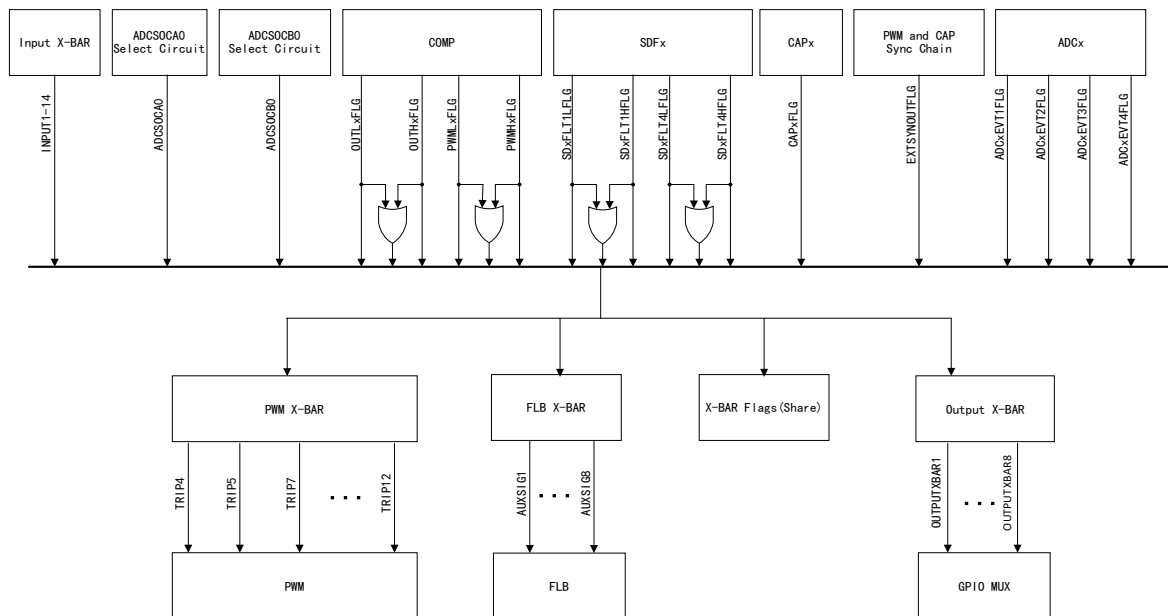 Input X-BAR
ADCSOCAO
Select Circuit
ADCSOCBO
Select Circuit
COMP
SDFx
CAPx
PWM and CAP
Sync Chain
ADCx
INPUT1-14
ADCSOCAO
ADCSOCBO
OUTLxFLG
OUTHxFLG
PWMLxFLG
PWMHxFLG
SDxFLT1LFLG
SDxFLT1HFLG
SDxFLT4LFLG
SDxFLT4HFLG
CAPxFLG
EXTSYNOUTFLG
ADCxEVT1FLG
ADCxEVT2FLG
ADCxEVT3FLG
ADCxEVT4FLG
PWM X-BAR
FLB X-BAR
X-BAR Flags(Share)
Output X-BAR
TRIP4
TRIP5
TRIP7
...
TRIP12
AUXSIG1
...
AUXSIG8
OUTPUTXBAR1
...
OUTPUTXBAR8
PWM
FLB
GPIO MUX